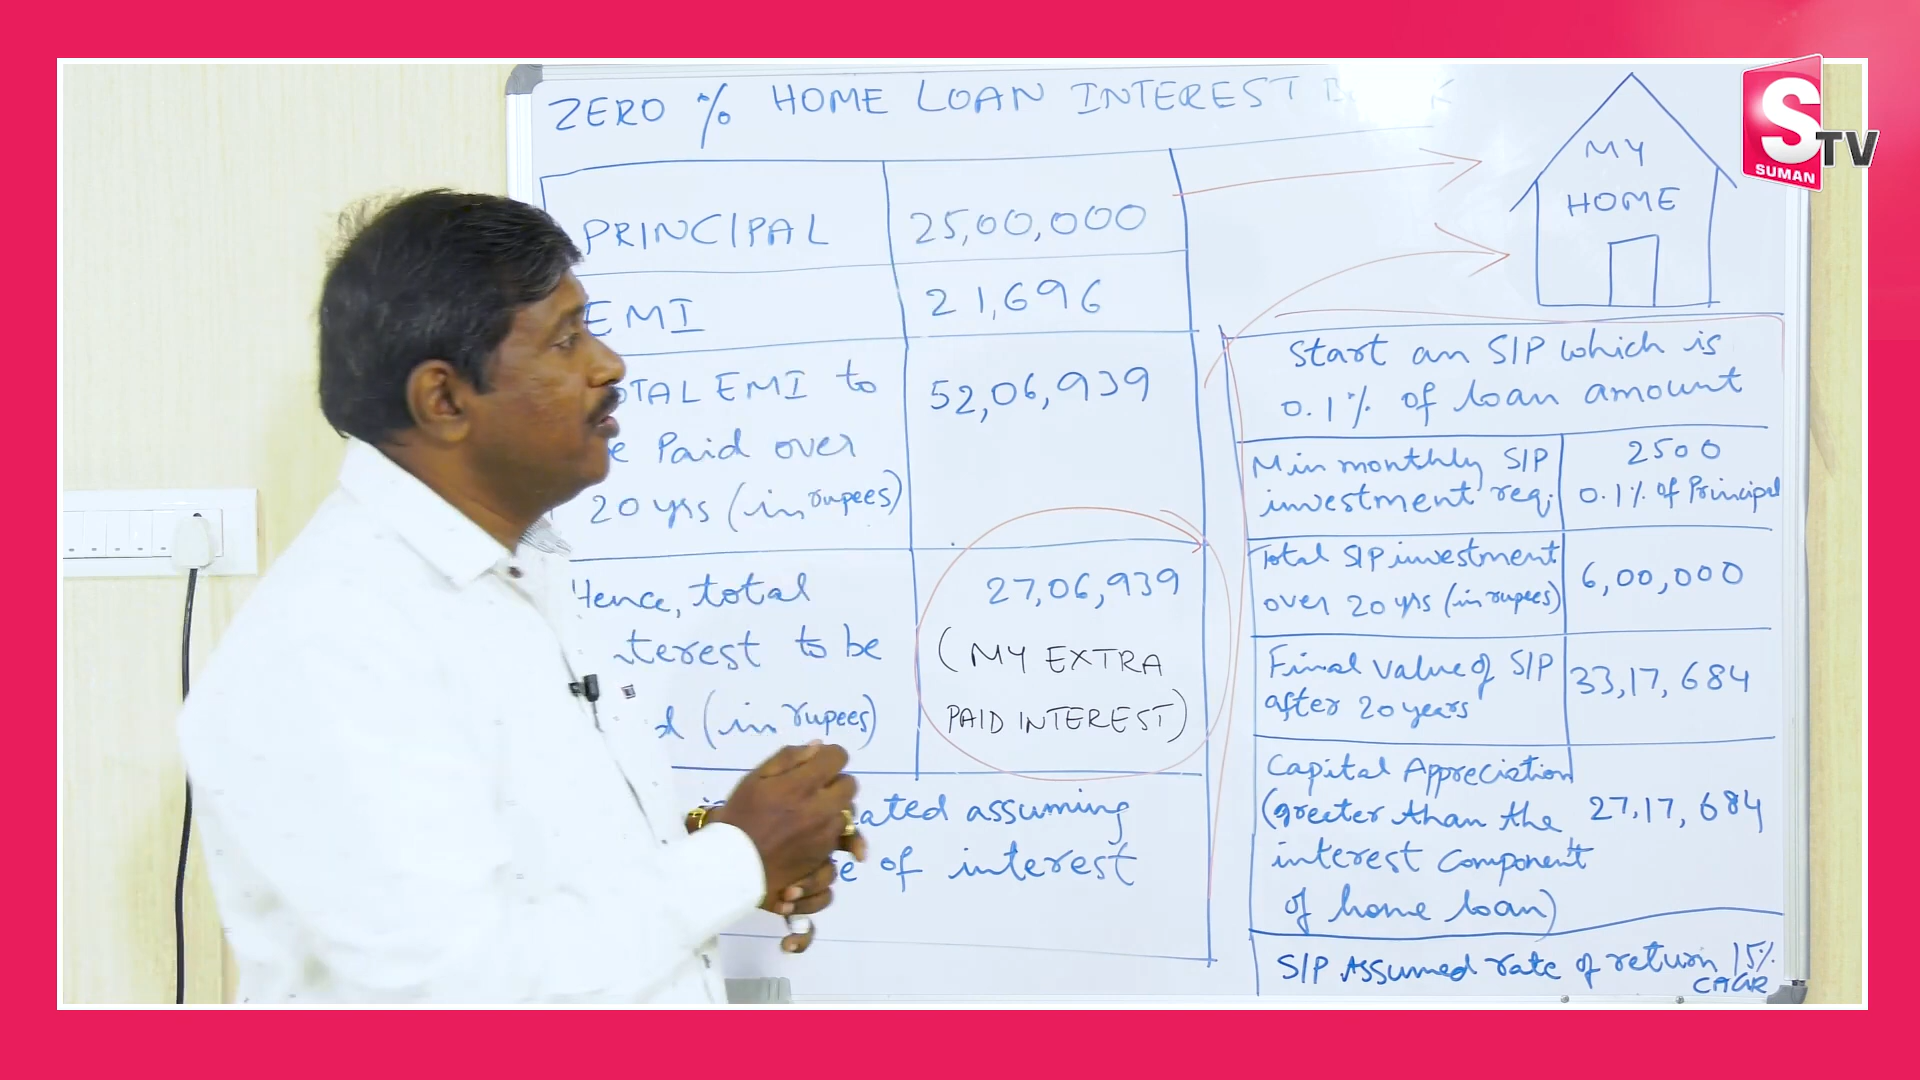 ZERO % HOME LOAN INTEREST
PRINCIPAL 25,00,000
EMI 21,696
TOTAL EMI to 52,06,939
Paid over
20 yrs (in rupees)
Hence, total 27,06,939
interest to be (MY EXTRA
(in rupees) PAID INTEREST)
assuming
of interest
MY
HOME
Start an SIP which is
0.1% of loan amount
Min monthly SIP 2500
investment req. 0.1% of Principal
Total SIP investment 6,00,000
over 20 yrs (in rupees)
Final value of SIP 33,17,684
after 20 years
Capital Appreciation
(greater than the 27,17,684
interest component
of home loan)
SIP Assumed rate of return 15%
CAGR
S
TV
SUMAN